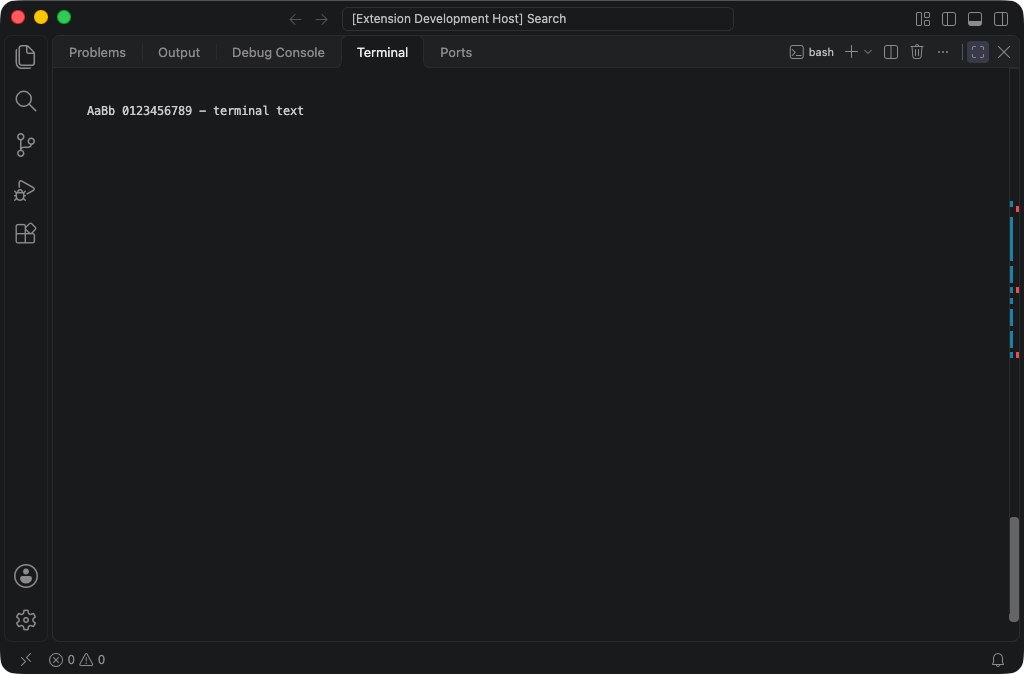 [Extension Development Host] Search
Problems Output Debug Console Terminal Ports bash
AaBb 0123456789 — terminal text
0 0